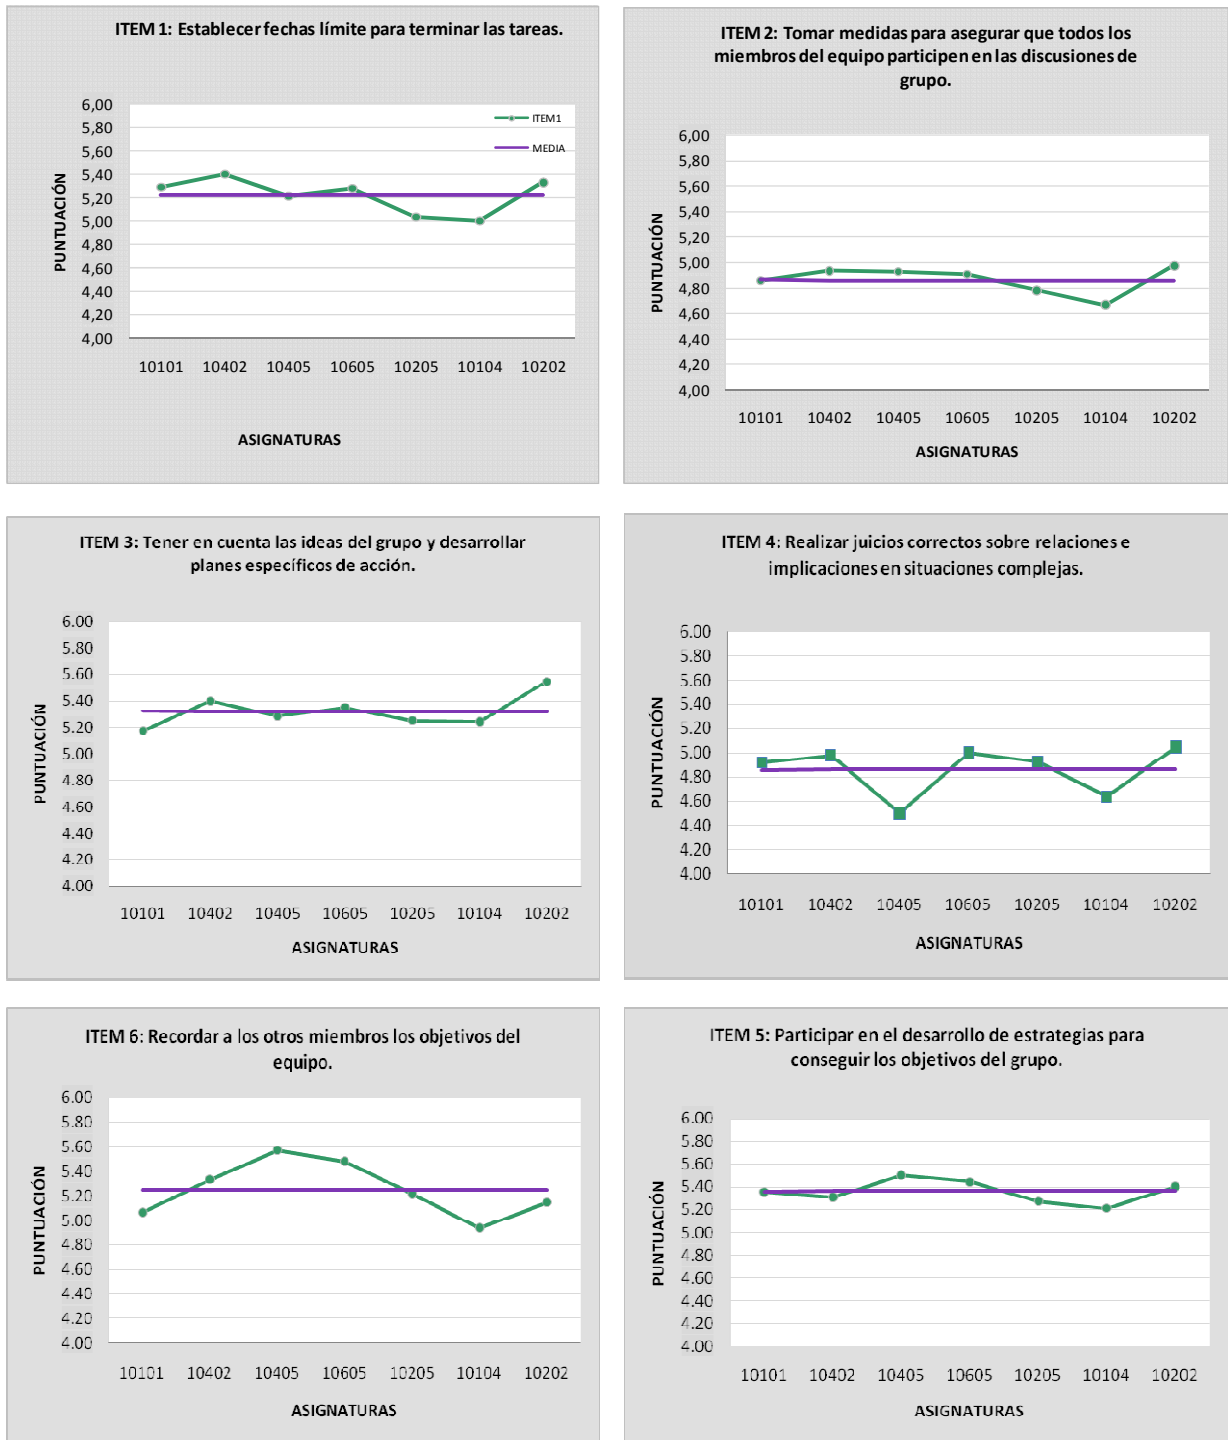 ITEM 1: Establecer fechas límite para terminar las tareas.
6,00
5,80
5,60
5,40
5,20
5,00
4,80
4,60
4,40
4,20
4,00
PUNTUACIÓN
ITEM1
MEDIA
10101 10402 10405 10605 10205 10104 10202
ASIGNATURAS
ITEM 2: Tomar medidas para asegurar que todos los
miembros del equipo participen en las discusiones de
grupo.
6,00
5,80
5,60
5,40
5,20
5,00
4,80
4,60
4,40
4,20
4,00
PUNTUACIÓN
10101 10402 10405 10605 10205 10104 10202
ASIGNATURAS
ITEM 3: Tener en cuenta las ideas del grupo y desarrollar
planes específicos de acción.
6.00
5.80
5.60
5.40
5.20
5.00
4.80
4.60
4.40
4.20
4.00
PUNTUACIÓN
10101 10402 10405 10605 10205 10104 10202
ASIGNATURAS
ITEM 4: Realizar juicios correctos sobre relaciones e
implicaciones en situaciones complejas.
6.00
5.80
5.60
5.40
5.20
5.00
4.80
4.60
4.40
4.20
4.00
PUNTUACIÓN
10101 10402 10405 10605 10205 10104 10202
ASIGNATURAS
ITEM 6: Recordar a los otros miembros los objetivos del
equipo.
6.00
5.80
5.60
5.40
5.20
5.00
4.80
4.60
4.40
4.20
4.00
PUNTUACIÓN
10101 10402 10405 10605 10205 10104 10202
ASIGNATURAS
ITEM 5: Participar en el desarrollo de estrategias para
conseguir los objetivos del grupo.
6.00
5.80
5.60
5.40
5.20
5.00
4.80
4.60
4.40
4.20
4.00
PUNTUACIÓN
10101 10402 10405 10605 10205 10104 10202
ASIGNATURAS